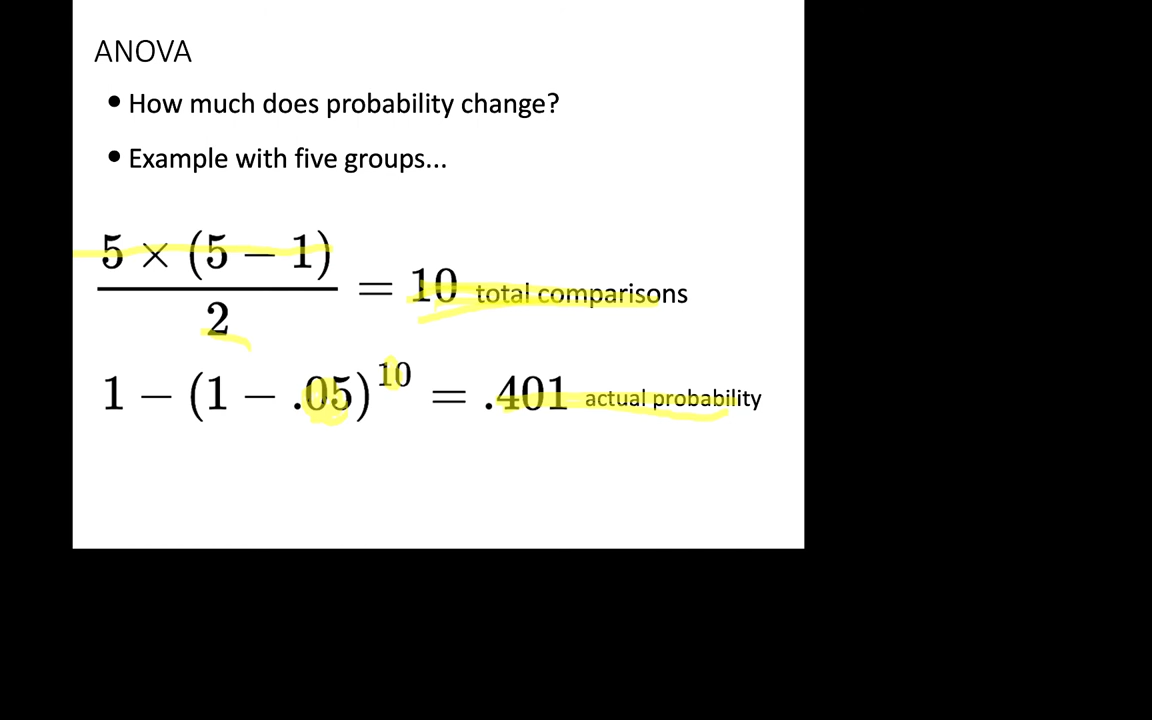 ANOVA
• How much does probability change?
• Example with five groups...
5 × (5 − 1)
2
= 10 total comparisons
1 − (1 − .05)^10 = .401 actual probability